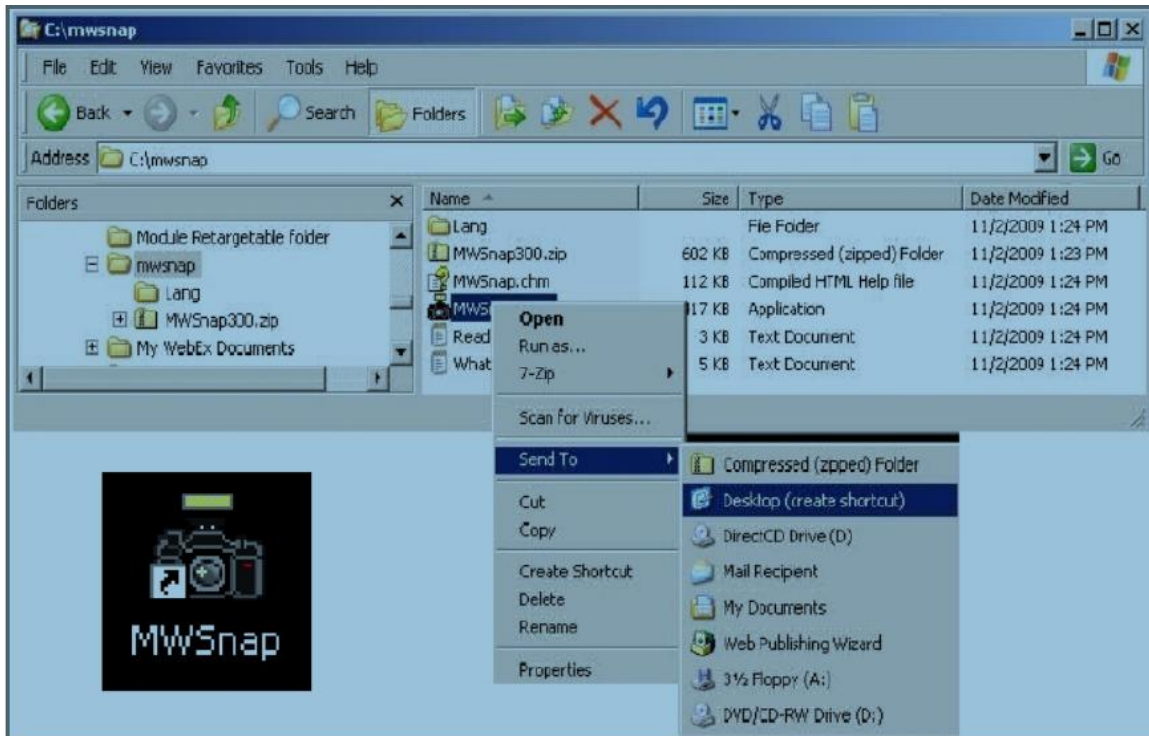 C:\mwsnap
File Edit View Favorites Tools Help
Back Search Folders
Address C:\mwsnap Go
Folders
Module Retargetable folder
mwsnap
Lang
MWSnap300.zip
My WebEx Documents
Name Size Type Date Modified
Lang File Folder 11/2/2009 1:24 PM
MWSnap300.zip 602 KB Compressed (zipped) Folder 11/2/2009 1:23 PM
MWSnap.chm 112 KB Compiled HTML Help file 11/2/2009 1:24 PM
MWS 417 KB Application 11/2/2009 1:24 PM
Read 3 KB Text Document 11/2/2009 1:24 PM
What 5 KB Text Document 11/2/2009 1:24 PM
Open
Run as...
7-Zip
Scan for Viruses...
Send To
Cut
Copy
Create Shortcut
Delete
Rename
Properties
Compressed (zipped) Folder
Desktop (create shortcut)
DirectCD Drive (D)
Mail Recipient
My Documents
Web Publishing Wizard
3½ Floppy (A:)
DVD/CD-RW Drive (D:)
MWSnap